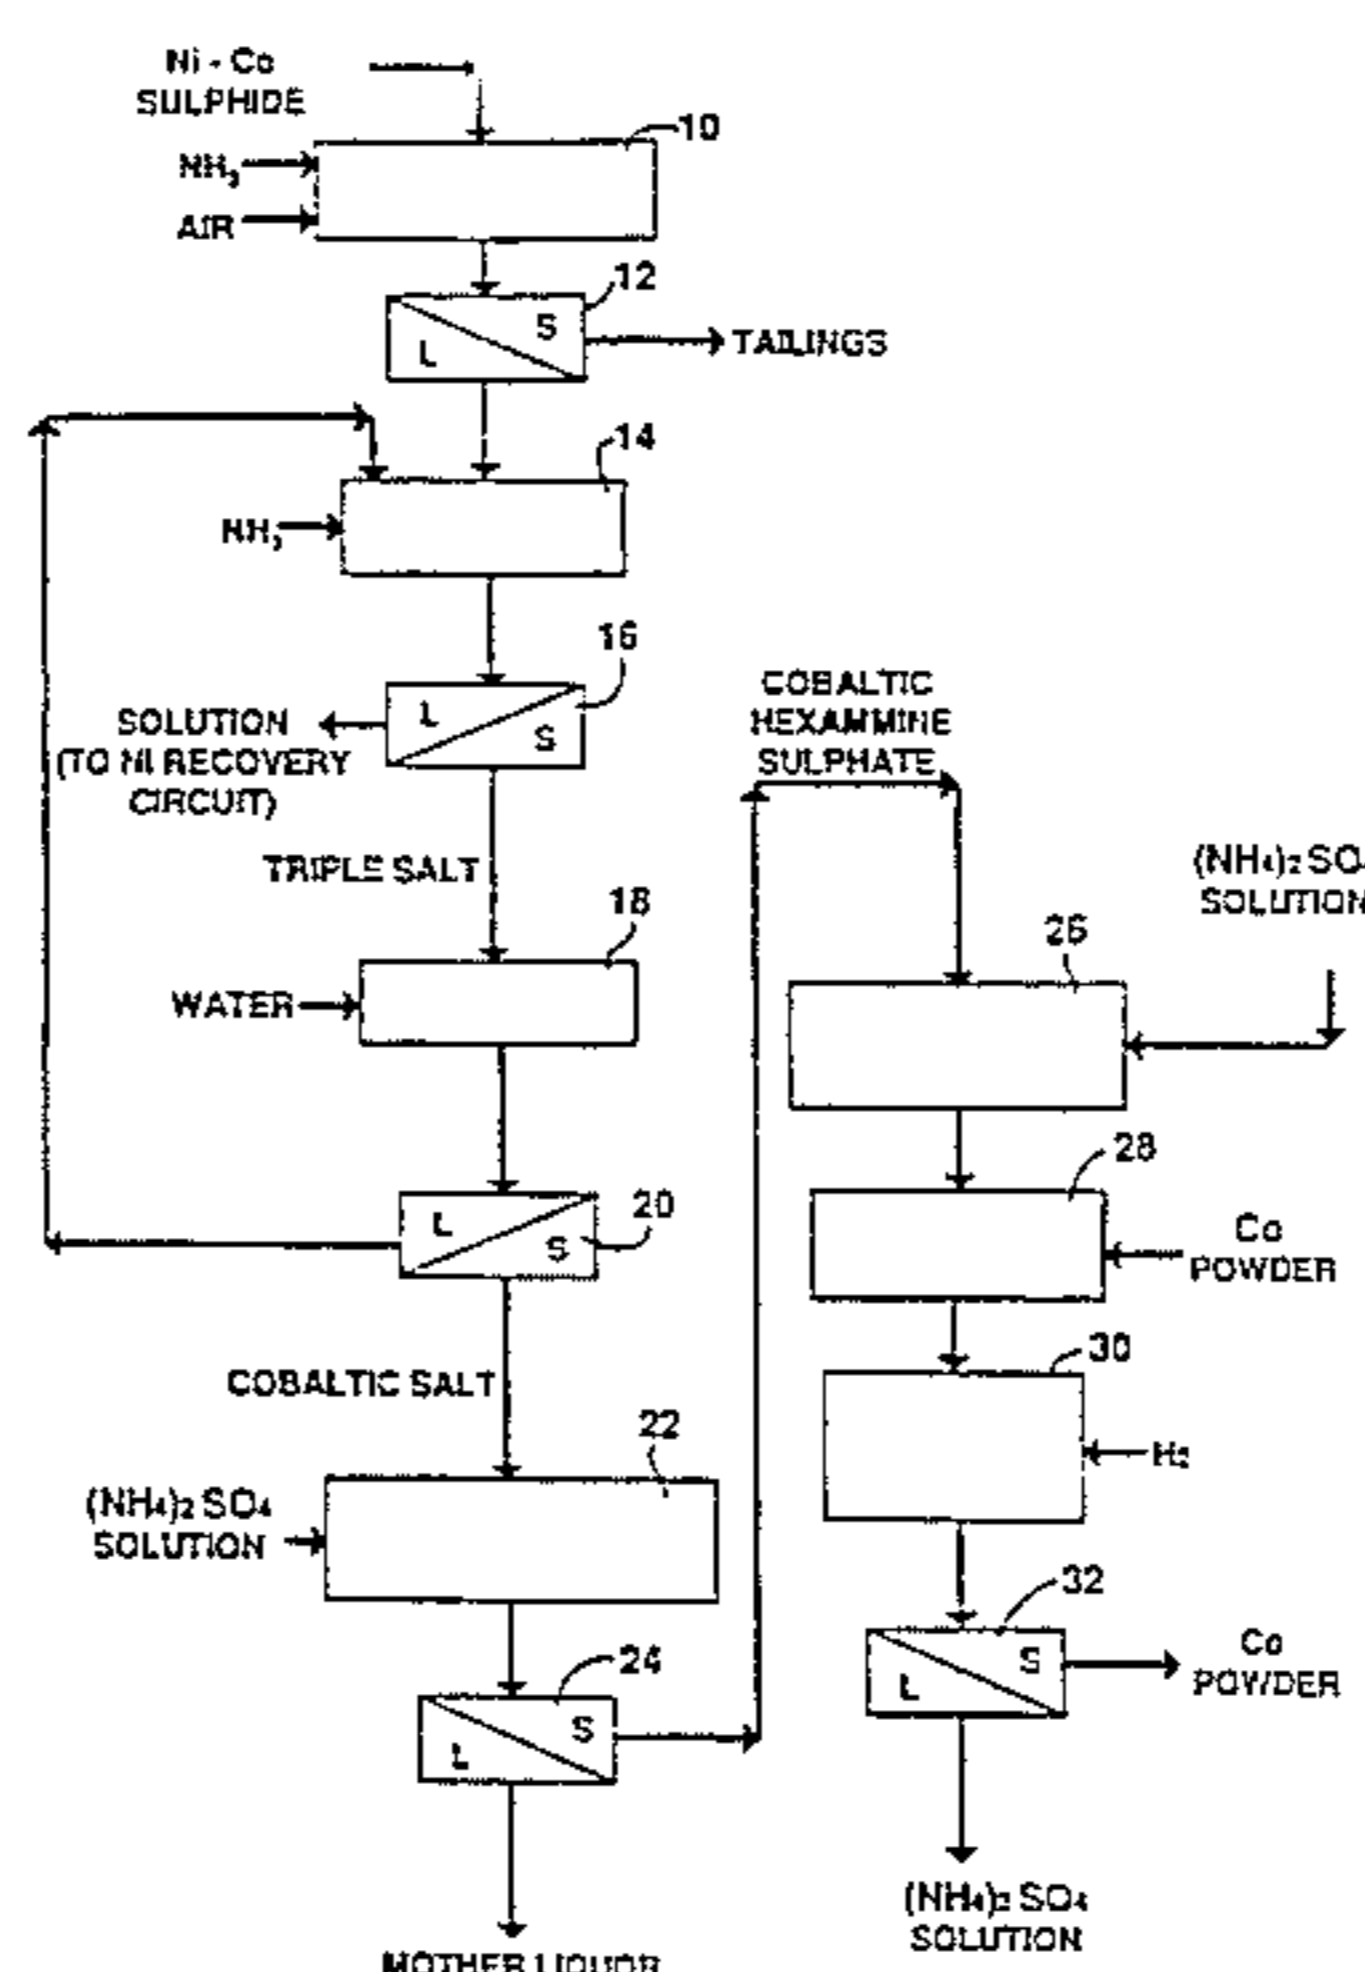 Ni - Co
SULPHIDE
10
NH3
AIR
12
S
L
TAILINGS
14
NH3
16
L
S
SOLUTION
(TO NI RECOVERY
CIRCUIT)
TRIPLE SALT
18
WATER
20
L
S
COBALTIC SALT
22
(NH4)2 SO4
SOLUTION
24
S
L
MOTHER LIQUOR
COBALTIC
HEXAMMINE
SULPHATE
(NH4)2 SO4
SOLUTION
26
28
Co
POWDER
30
H2
32
S
L
Co
POWDER
(NH4)2 SO4
SOLUTION